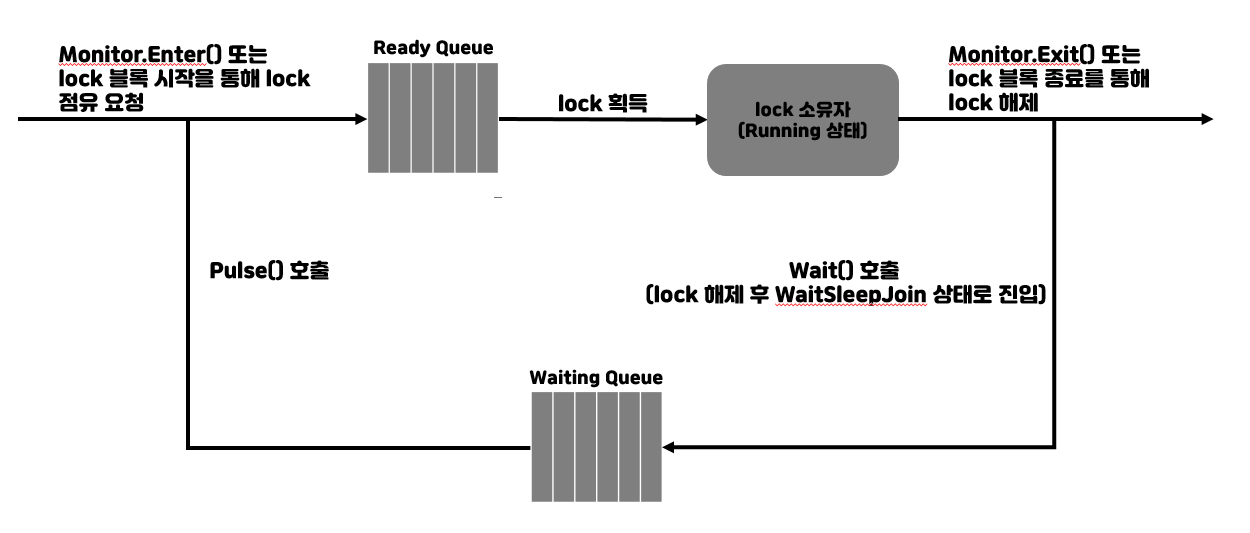 Monitor.Enter() 또는
lock 블록 시작을 통해 lock
점유 요청
Ready Queue
lock 획득
lock 소유자
(Running 상태)
Monitor.Exit() 또는
lock 블록 종료를 통해
lock 해제
Pulse() 호출
Wait() 호출
(lock 해제 후 WaitSleepJoin 상태로 진입)
Waiting Queue